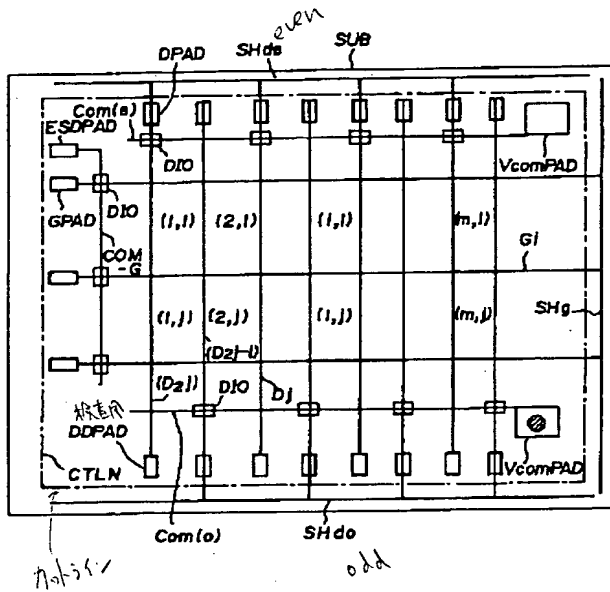 even
DPAD
SHde
SUB
Com(e)
ESDPAD
DIO
VcomPAD
DIO
GPAD
(1,1)
(2,1)
(i,1)
(m,1)
COM
-G
Gi
SHg
(1,j)
(2,j)
(i,j)
(m,j)
(D2j-1)
(D2j)
DIO
Dj
検査用
DDPAD
CTLN
VcomPAD
Com(o)
SHdo
カットライン
odd